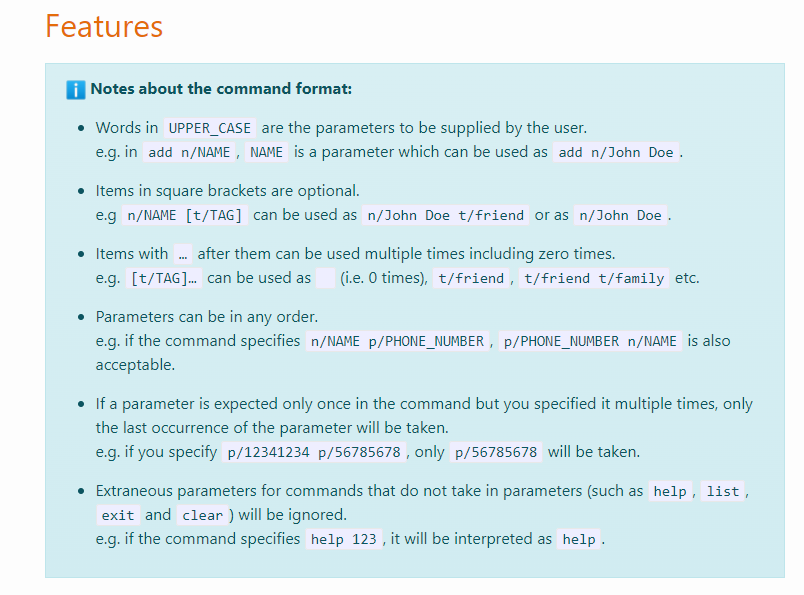 Features
Notes about the command format:
• Words in UPPER_CASE are the parameters to be supplied by the user.
e.g. in add n/NAME, NAME is a parameter which can be used as add n/John Doe.
• Items in square brackets are optional.
e.g n/NAME [t/TAG] can be used as n/John Doe t/friend or as n/John Doe.
• Items with … after them can be used multiple times including zero times.
e.g. [t/TAG]… can be used as   (i.e. 0 times), t/friend, t/friend t/family etc.
• Parameters can be in any order.
e.g. if the command specifies n/NAME p/PHONE_NUMBER, p/PHONE_NUMBER n/NAME is also
acceptable.
• If a parameter is expected only once in the command but you specified it multiple times, only
the last occurrence of the parameter will be taken.
e.g. if you specify p/12341234 p/56785678, only p/56785678 will be taken.
• Extraneous parameters for commands that do not take in parameters (such as help, list,
exit and clear) will be ignored.
e.g. if the command specifies help 123, it will be interpreted as help.